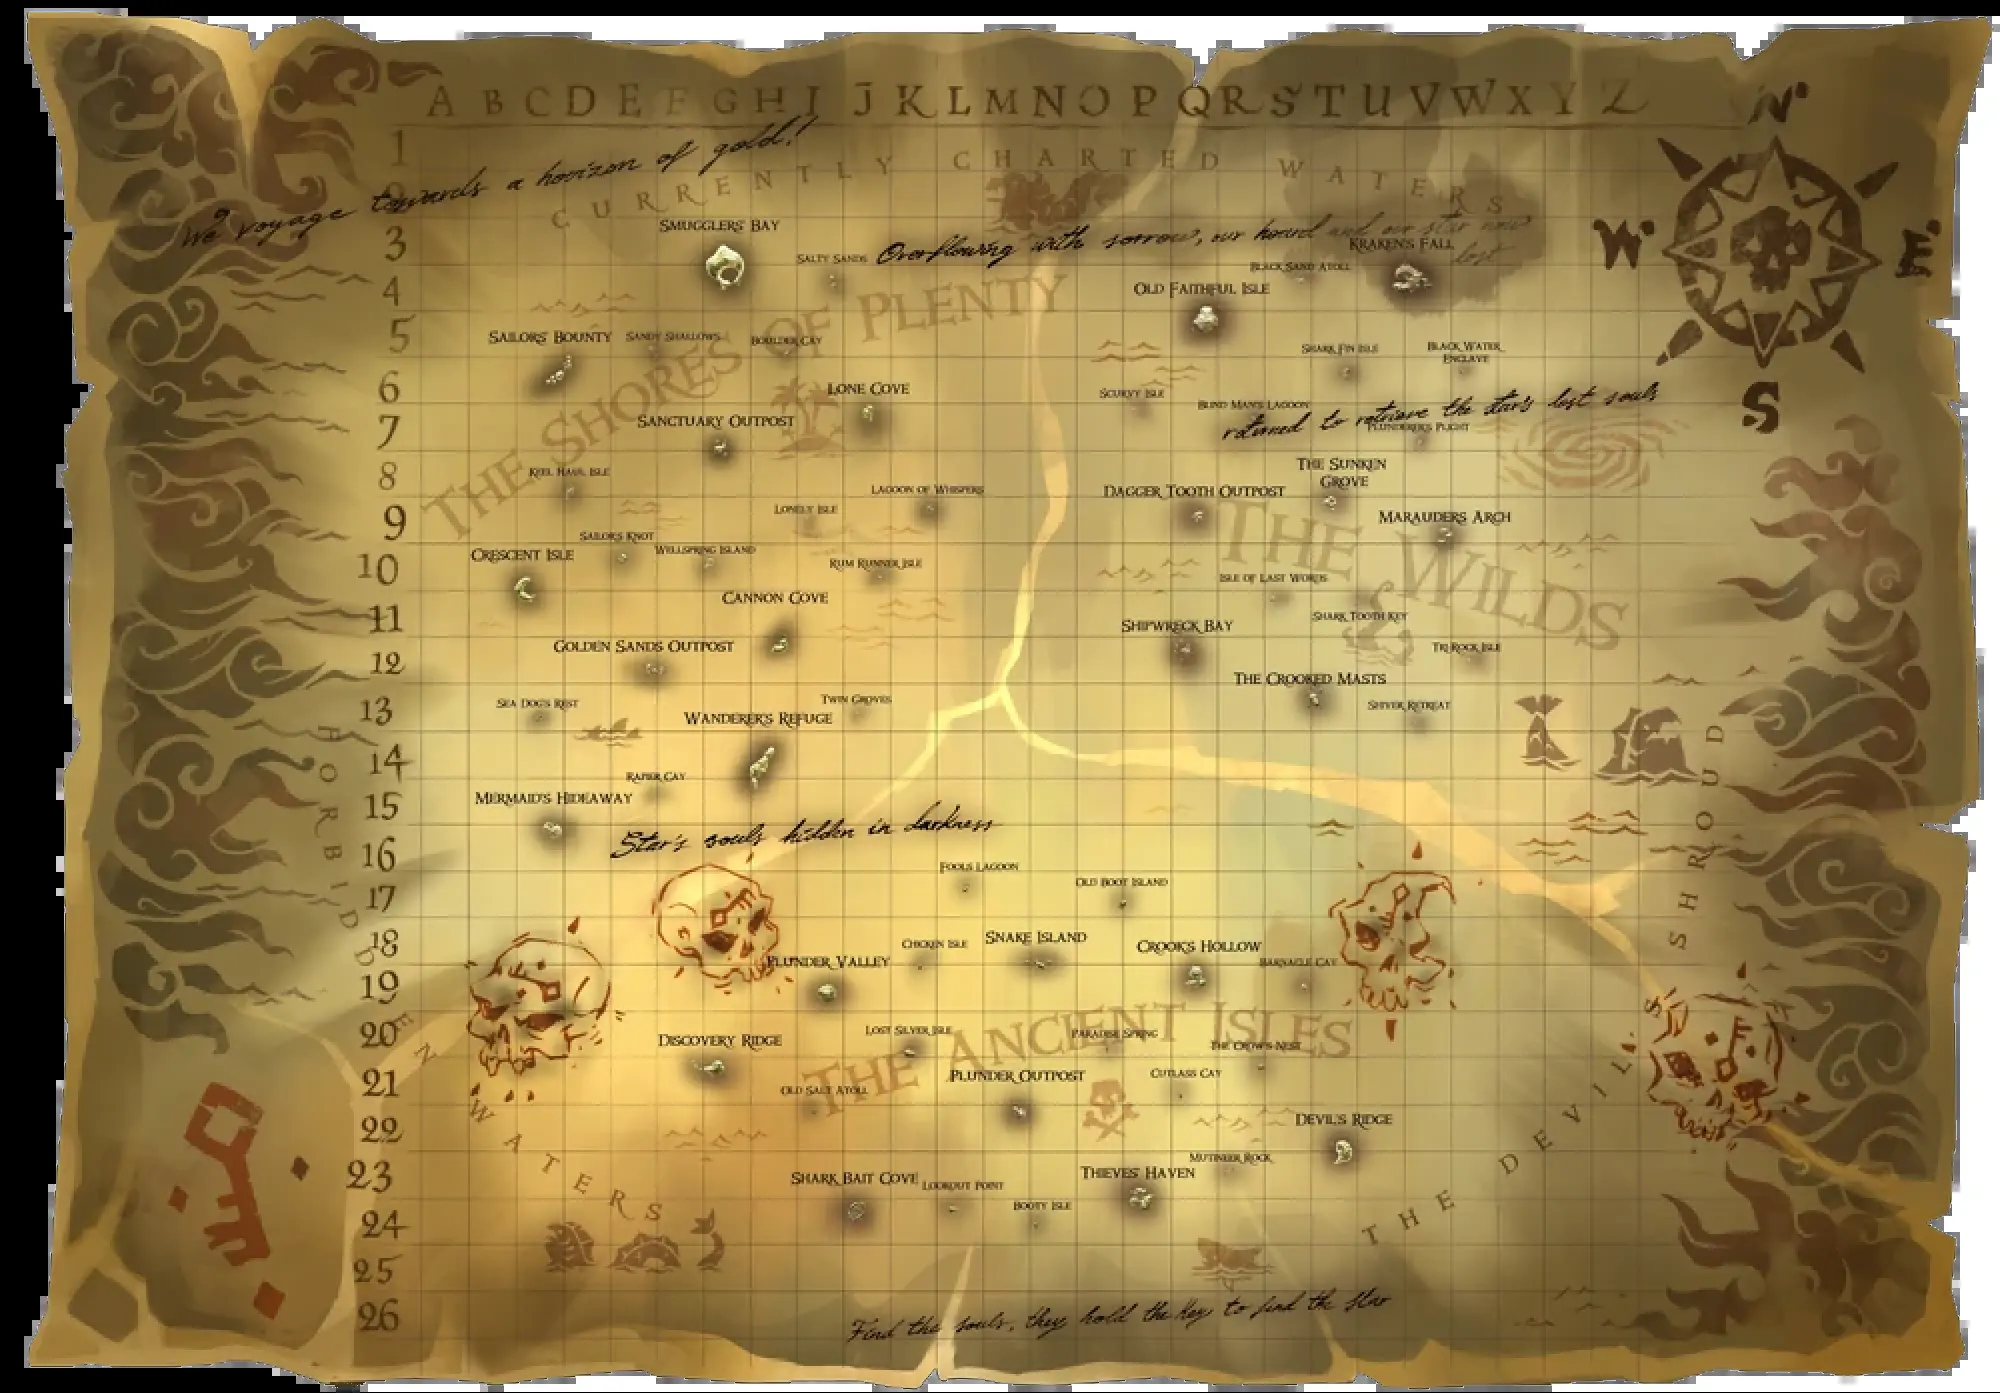 A B C D E F G H I J K L M N O P Q R S T U V W X Y Z
N
W
E
S
1
2
3
4
5
6
7
8
9
10
11
12
13
14
15
16
17
18
19
20
21
22
23
24
25
26
We voyage towards a horizon of gold!
CURRENTLY CHARTED WATERS
Overflowing with sorrow, our hoard and our star now
lost
THE SHORES OF PLENTY
SMUGGLERS' BAY
SALTY SANDS
SAILORS' BOUNTY
SANDY SHALLOWS
BOULDER CAY
LONE COVE
SANCTUARY OUTPOST
KEEL HAUL ISLE
LAGOON OF WHISPERS
LONELY ISLE
SAILORS KNOT
WELLSPRING ISLAND
CRESCENT ISLE
RUM RUNNER ISLE
CANNON COVE
GOLDEN SANDS OUTPOST
SEA DOG'S REST
TWIN GROVES
WANDERER'S REFUGE
RAPIER CAY
MERMAID'S HIDEAWAY
KRAKEN'S FALL
BLACK SAND ATOLL
OLD FAITHFUL ISLE
SHARK FIN ISLE
BLACK WATER
ENCLAVE
SCURVY ISLE
BLIND MAN'S LAGOON
returned to retrieve the star's lost souls
PLUNDERER'S PLIGHT
THE SUNKEN
GROVE
DAGGER TOOTH OUTPOST
MARAUDERS ARCH
THE WILDS
ISLE OF LAST WORDS
SHARK TOOTH KEY
SHIPWRECK BAY
TRI-ROCK ISLE
THE CROOKED MASTS
SHIVER RETREAT
Star's souls hidden in darkness
FOOLS LAGOON
OLD BOOT ISLAND
CHICKEN ISLE
SNAKE ISLAND
CROOK'S HOLLOW
PLUNDER VALLEY
BARNACLE CAY
THE ANCIENT ISLES
LOST SILVER ISLE
PARADISE SPRING
DISCOVERY RIDGE
THE CROW'S NEST
PLUNDER OUTPOST
CUTLASS CAY
OLD SALT ATOLL
DEVIL'S RIDGE
MUTINEER ROCK
SHARK BAIT COVE
LOOKOUT POINT
THIEVES' HAVEN
BOOTY ISLE
FORBIDDEN WATERS
THE DEVIL'S SHROUD
Find the souls, they hold the key to find the star